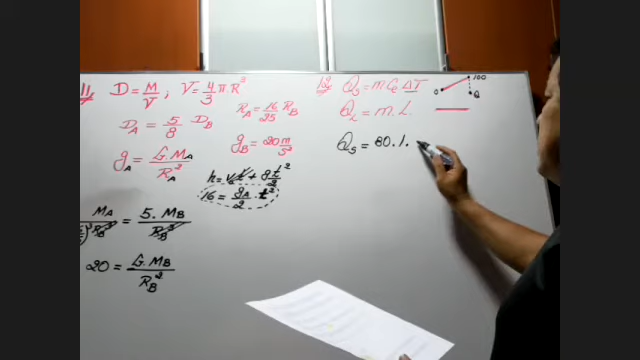 11 D = M/V ; V = 4/3 π.R³
D_A = 5/8 D_B
R_A = 16/25 R_B
g_B = 20 m/s²
g_A = G.M_A/R_A²
h = v₀t + gt²/2
16 = g_A/2 . t²
M_A/R_B³ = 5.M_B/R_B³
20 = G.M_B/R_B²
12 Q_S = m.C_e ΔT
0 100 Q
Q_L = m.L.
Q_S = 80.1.